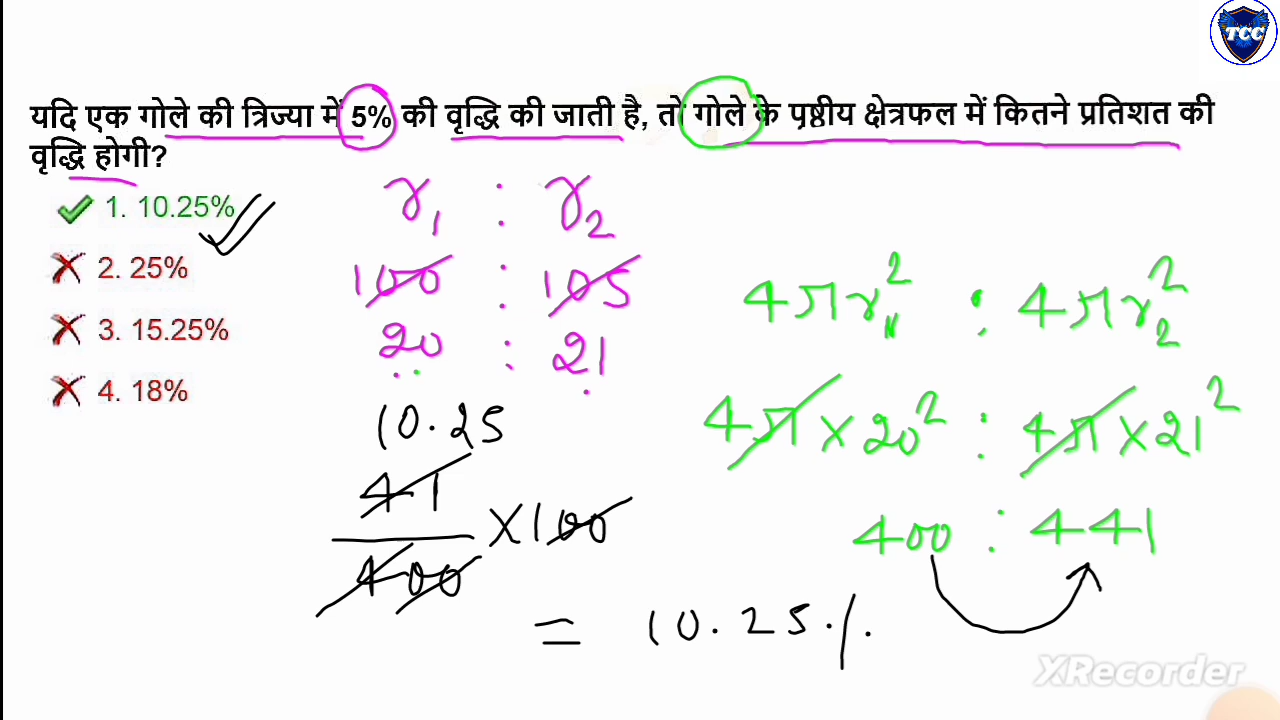 TCC
यदि एक गोले की त्रिज्या में 5% की वृद्धि की जाती है, तो गोले के पृष्ठीय क्षेत्रफल में कितने प्रतिशत की
वृद्धि होगी?
1. 10.25%
2. 25%
3. 15.25%
4. 18%
r₁ : r₂
100 : 105
20 : 21
10.25
41
400
×100
= 10.25%
4πr₁² : 4πr₂²
4π×20² : 4π×21²
400 : 441
XRecorder